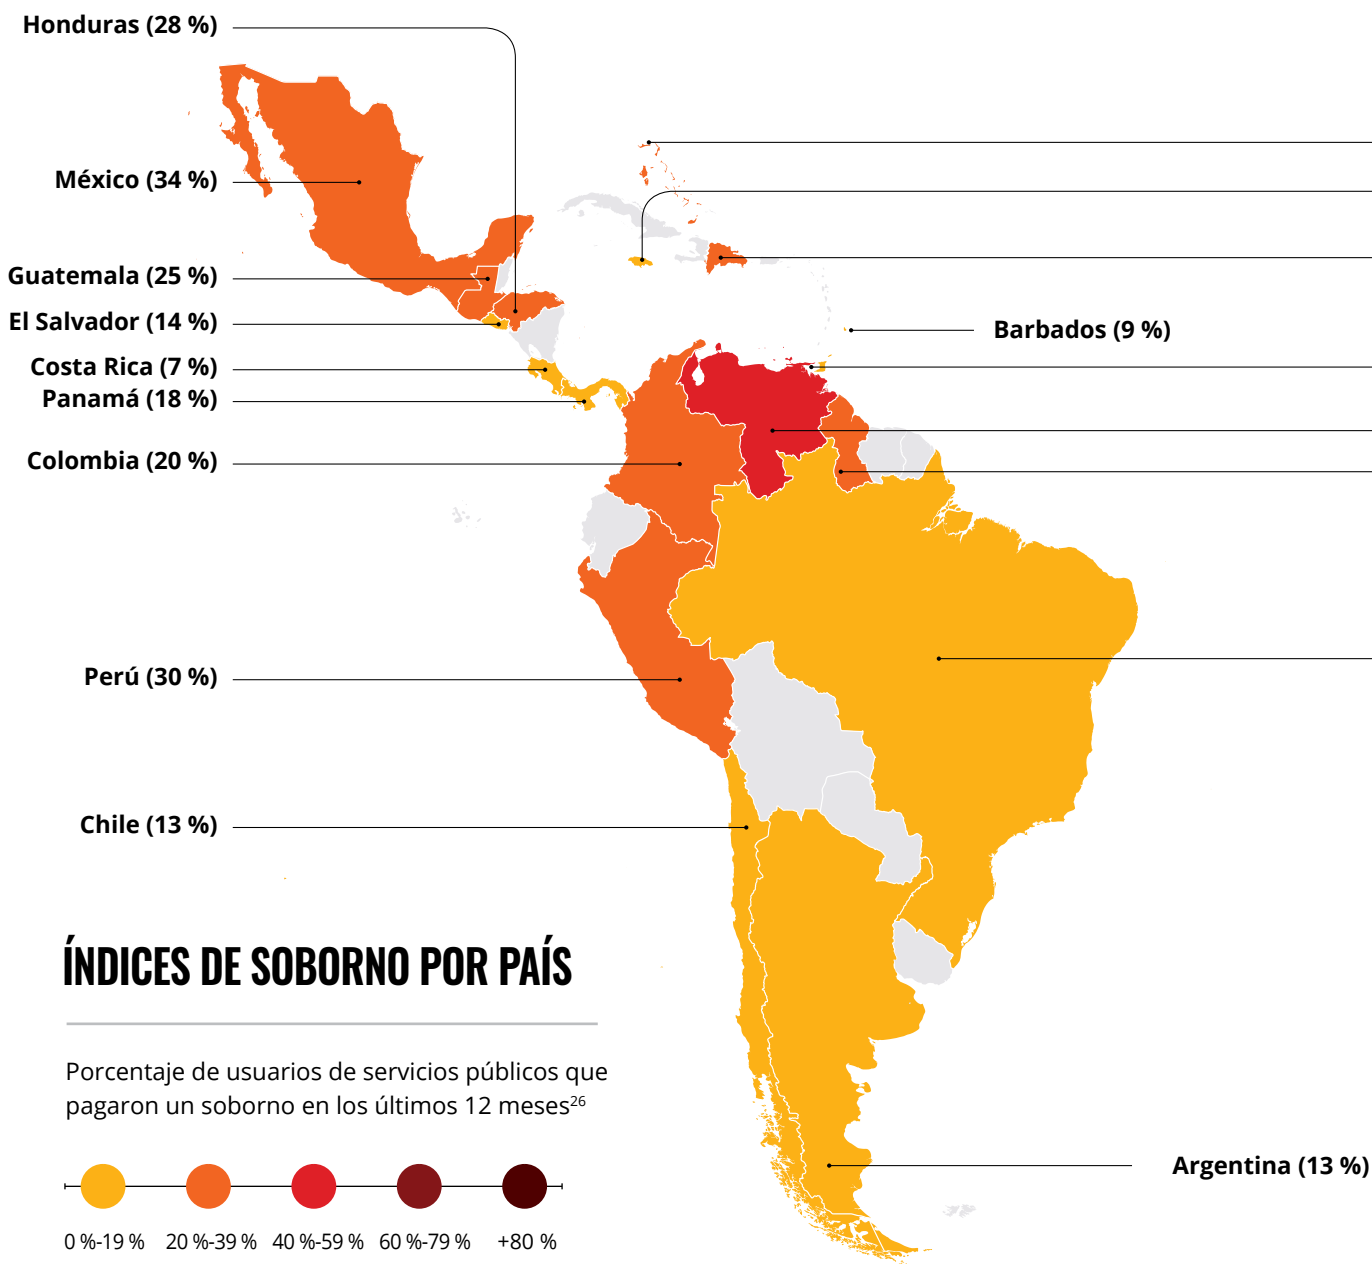 Honduras (28 %)
México (34 %)
Guatemala (25 %)
El Salvador (14 %)
Costa Rica (7 %)
Panamá (18 %)
Colombia (20 %)
Perú (30 %)
Chile (13 %)
Barbados (9 %)
Argentina (13 %)
ÍNDICES DE SOBORNO POR PAÍS
Porcentaje de usuarios de servicios públicos que
pagaron un soborno en los últimos 12 meses26
0 %-19 % 20 %-39 % 40 %-59 % 60 %-79 % +80 %